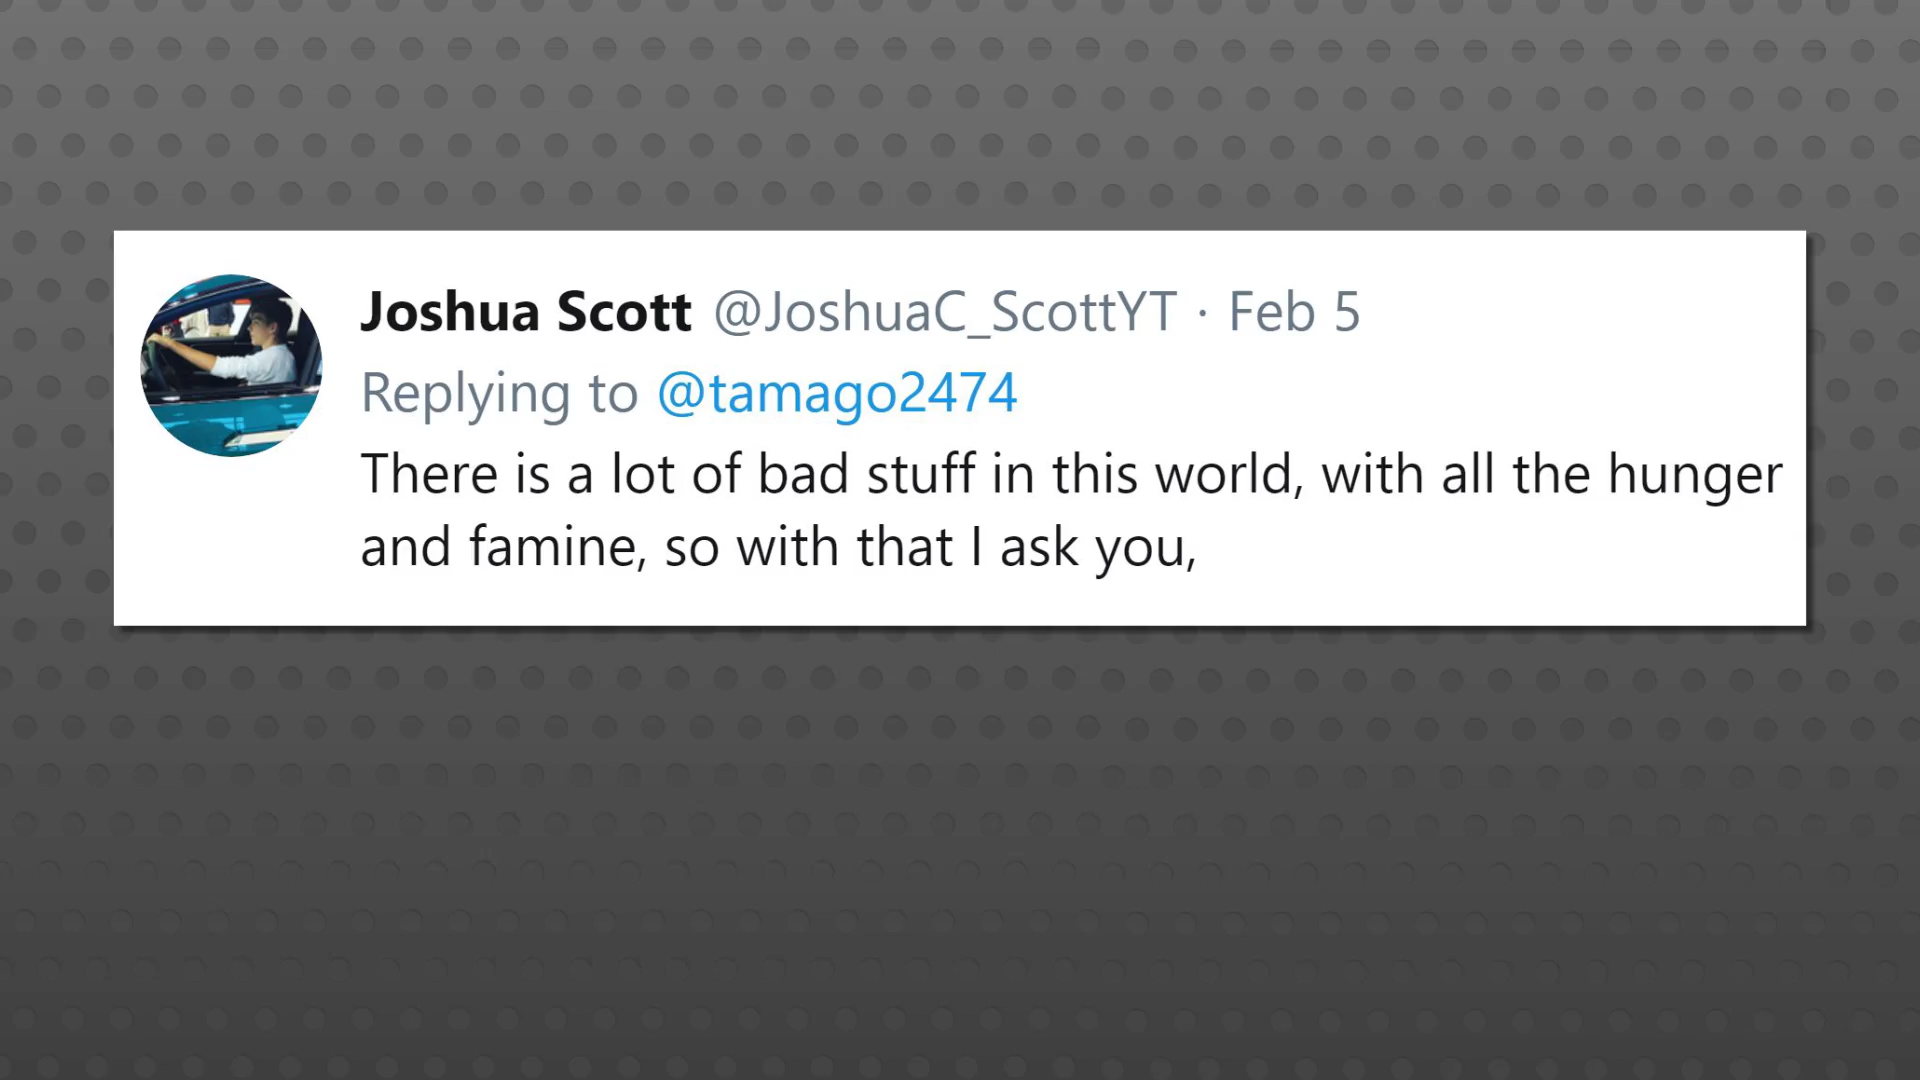 Joshua Scott @JoshuaC_ScottYT · Feb 5
Replying to @tamago2474
There is a lot of bad stuff in this world, with all the hunger
and famine, so with that I ask you,